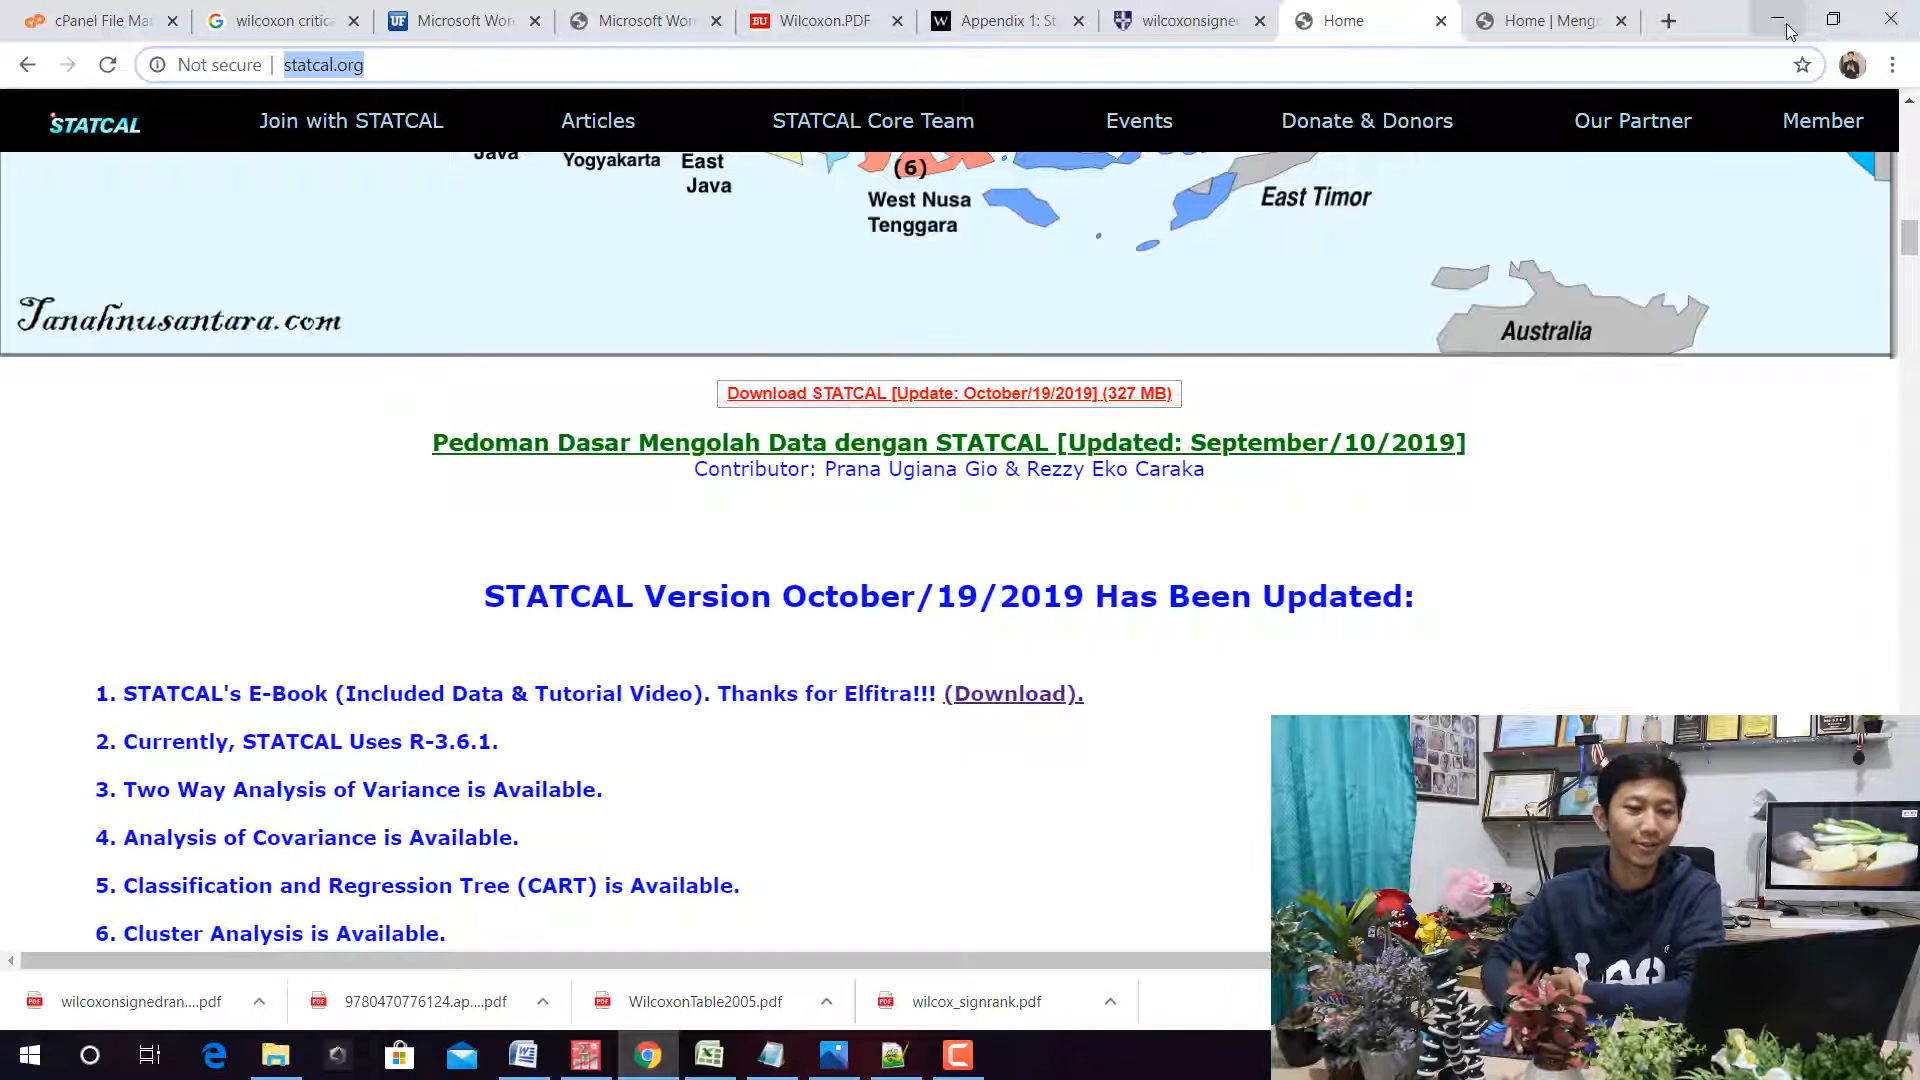 cPanel File Ma
wilcoxon critica
Microsoft Wor
Microsoft Wor
Wilcoxon.PDF
Appendix 1: St
wilcoxonsigne
Home
Home | Meng
Not secure | statcal.org
STATCAL
Join with STATCAL
Articles
STATCAL Core Team
Events
Donate & Donors
Our Partner
Member
Java
Yogyakarta
East
Java
(6)
West Nusa
Tenggara
East Timor
Australia
Tanahnusantara.com
Download STATCAL [Update: October/19/2019] (327 MB)
Pedoman Dasar Mengolah Data dengan STATCAL [Updated: September/10/2019]
Contributor: Prana Ugiana Gio & Rezzy Eko Caraka
STATCAL Version October/19/2019 Has Been Updated:
1. STATCAL's E-Book (Included Data & Tutorial Video). Thanks for Elfitra!!! (Download).
2. Currently, STATCAL Uses R-3.6.1.
3. Two Way Analysis of Variance is Available.
4. Analysis of Covariance is Available.
5. Classification and Regression Tree (CART) is Available.
6. Cluster Analysis is Available.
wilcoxonsignedran....pdf
9780470776124.ap....pdf
WilcoxonTable2005.pdf
wilcox_signrank.pdf